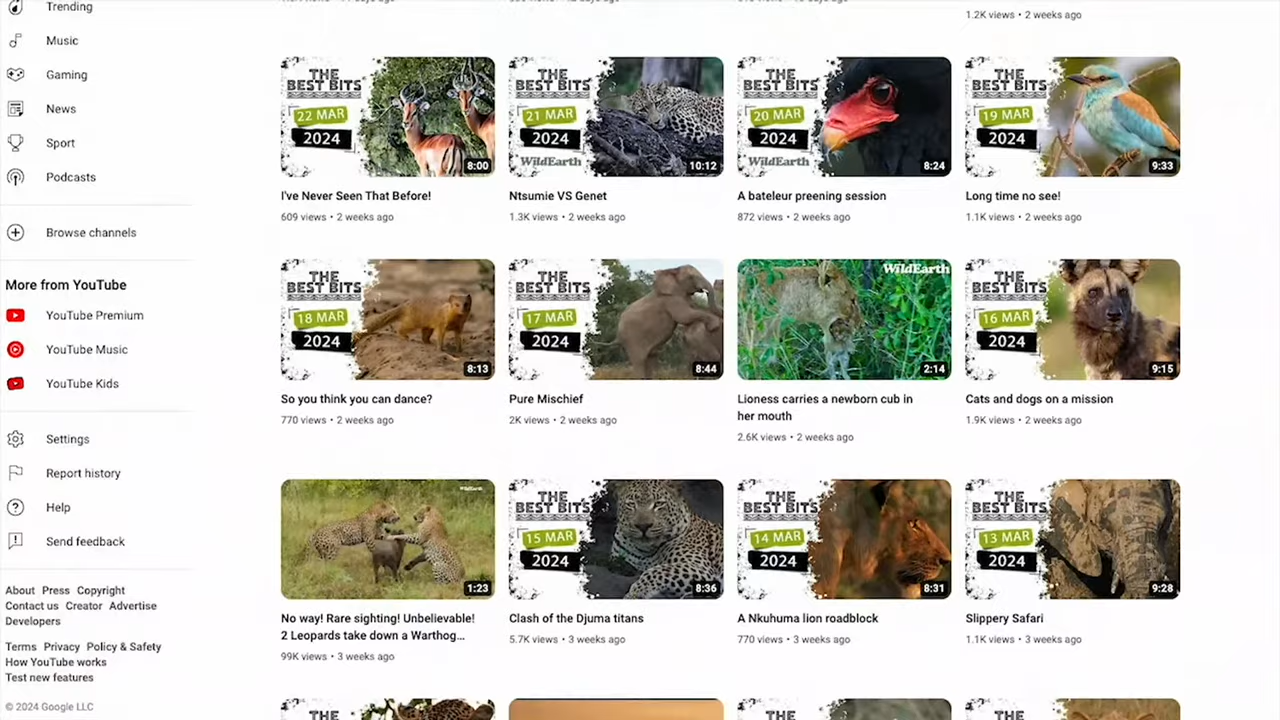 Trending
1.2K views • 2 weeks ago
Music
Gaming
News
Sport
Podcasts
Browse channels
More from YouTube
YouTube Premium
YouTube Music
YouTube Kids
Settings
Report history
Help
Send feedback
About Press Copyright
Contact us Creator Advertise
Developers
Terms Privacy Policy & Safety
How YouTube works
Test new features
© 2024 Google LLC
THE
BEST BITS
22 MAR
2024
8:00
I've Never Seen That Before!
609 views • 2 weeks ago
THE
BEST BITS
21 MAR
2024
WildEarth
10:12
Ntsumie VS Genet
1.3K views • 2 weeks ago
THE
BEST BITS
20 MAR
2024
WildEarth
8:24
A bateleur preening session
872 views • 2 weeks ago
THE
BEST BITS
19 MAR
2024
9:33
Long time no see!
1.1K views • 2 weeks ago
THE
BEST BITS
18 MAR
2024
8:13
So you think you can dance?
770 views • 2 weeks ago
THE
BEST BITS
17 MAR
2024
8:44
Pure Mischief
2K views • 2 weeks ago
WildEarth
2:14
Lioness carries a newborn cub in
her mouth
2.6K views • 2 weeks ago
THE
BEST BITS
16 MAR
2024
9:15
Cats and dogs on a mission
1.9K views • 2 weeks ago
WildEarth
1:23
No way! Rare sighting! Unbelievable!
2 Leopards take down a Warthog...
99K views • 3 weeks ago
THE
BEST BITS
15 MAR
2024
8:36
Clash of the Djuma titans
5.7K views • 3 weeks ago
THE
BEST BITS
14 MAR
2024
8:31
A Nkuhuma lion roadblock
770 views • 3 weeks ago
THE
BEST BITS
13 MAR
2024
9:28
Slippery Safari
1.1K views • 3 weeks ago
THE
THE
THE